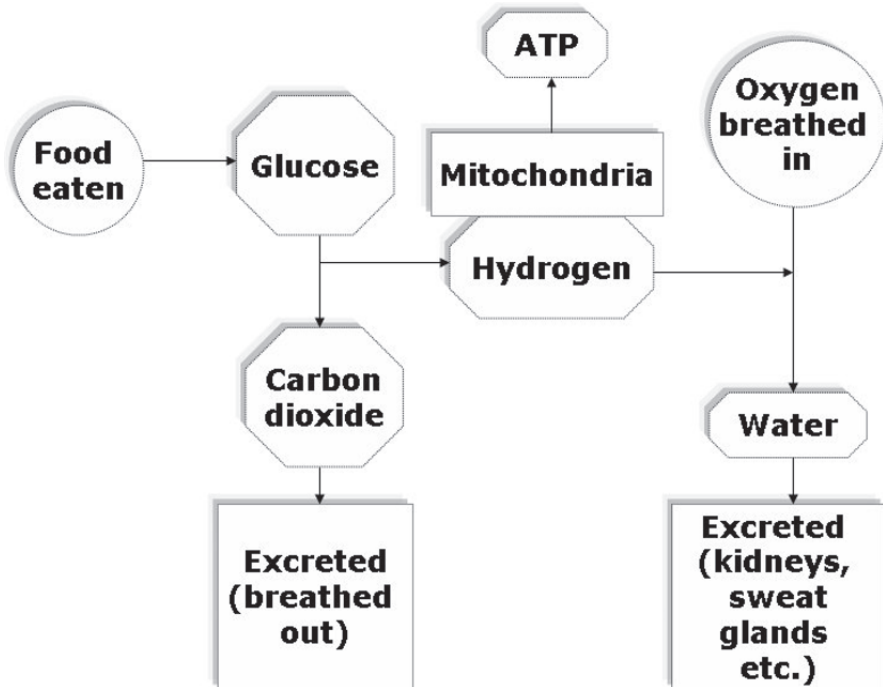 ATP
Oxygen
breathed
in
Food
eaten
Glucose
Mitochondria
Hydrogen
Carbon
dioxide
Water
Excreted
(breathed
out)
Excreted
(kidneys,
sweat
glands
etc.)